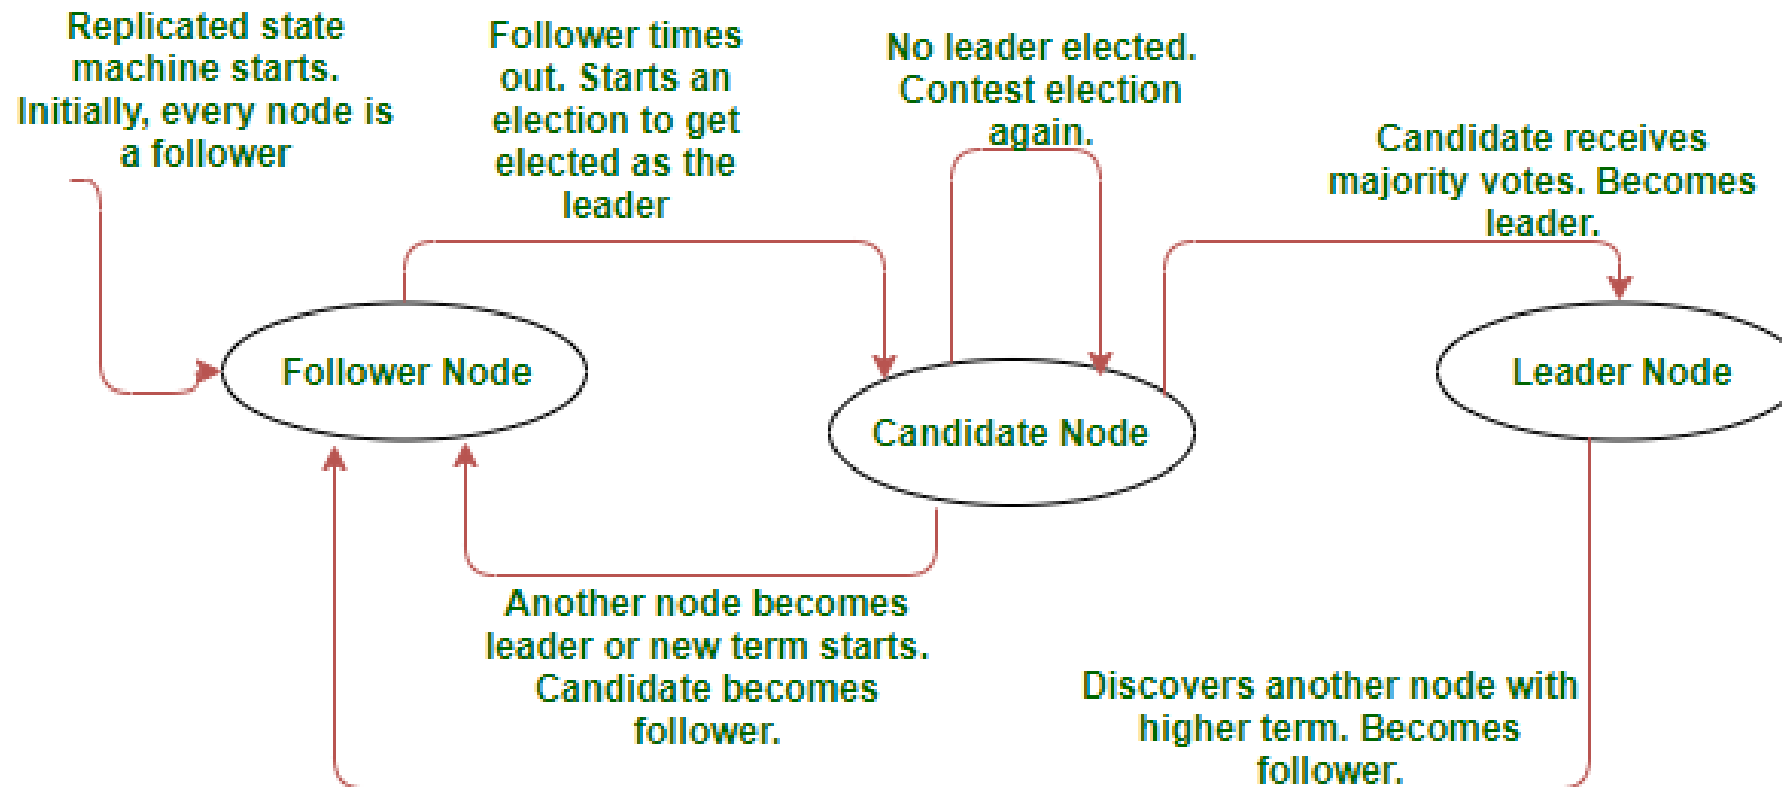 Replicated state
machine starts.
Initially, every node is
a follower
Follower times
out. Starts an
election to get
elected as the
leader
No leader elected.
Contest election
again.
Candidate receives
majority votes. Becomes
leader.
Follower Node
Candidate Node
Leader Node
Another node becomes
leader or new term starts.
Candidate becomes
follower.
Discovers another node with
higher term. Becomes
follower.